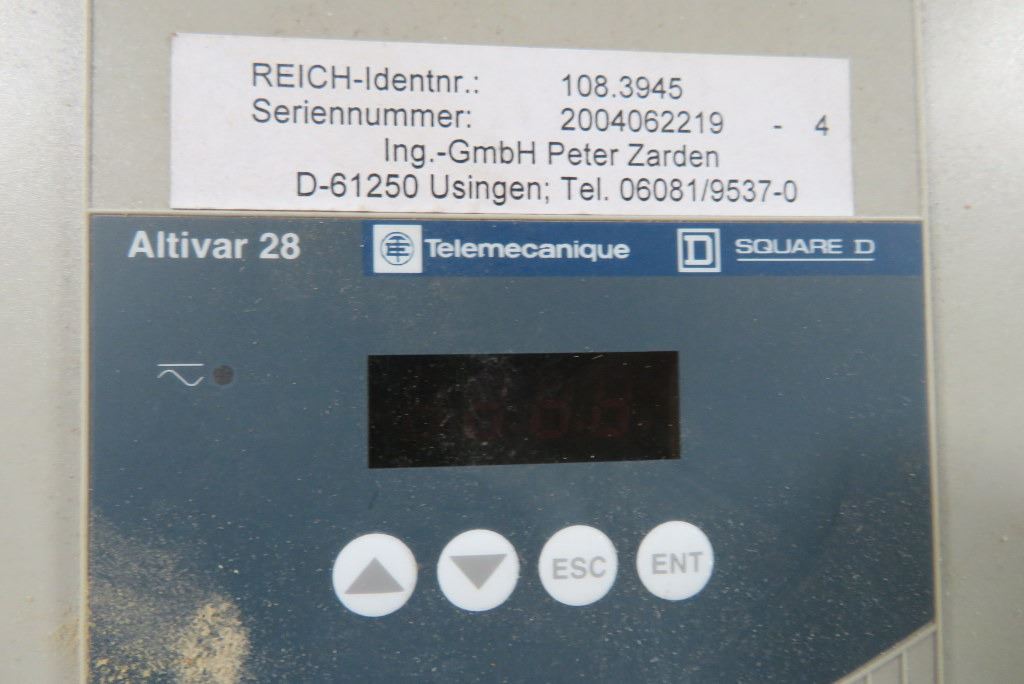 REICH-Identnr.: 108.3945
Seriennummer: 2004062219 - 4
Ing.-GmbH Peter Zarden
D-61250 Usingen; Tel. 06081/9537-0
Altivar 28 Telemecanique D SQUARE D
ESC ENT